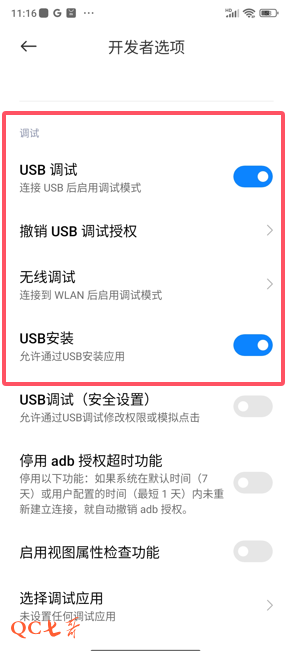 11:16 G ···
HD
开发者选项
调试
USB 调试
连接 USB 后启用调试模式
撤销 USB 调试授权
无线调试
连接到 WLAN 后启用调试模式
USB安装
允许通过USB安装应用
USB调试（安全设置）
允许通过USB调试修改权限或模拟点击
停用 adb 授权超时功能
停用以下功能：如果系统在默认时间（7
天）或用户配置的时间（最短 1 天）内未重
新建立连接，就自动撤销 adb 授权。
启用视图属性检查功能
选择调试应用
未设置任何调试应用
QC七哥